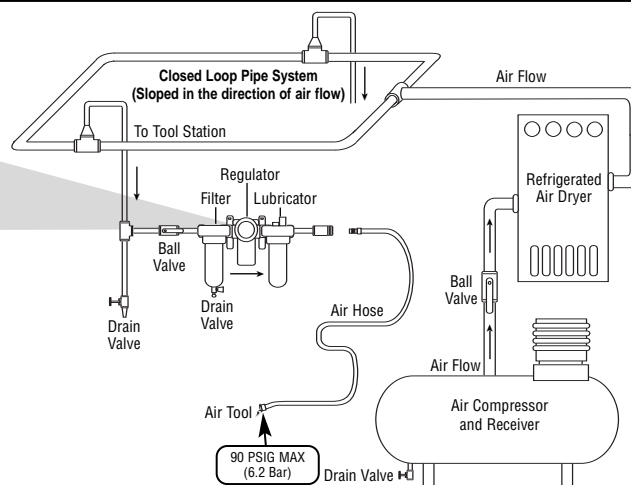 Closed Loop Pipe System
(Sloped in the direction of air flow)
Air Flow
To Tool Station
Regulator
Filter
Lubricator
Refrigerated
Air Dryer
Ball
Valve
Drain
Valve
Drain
Valve
Air Hose
Ball
Valve
Air Flow
Air Tool
Air Compressor
and Receiver
90 PSIG MAX
(6.2 Bar)
Drain Valve